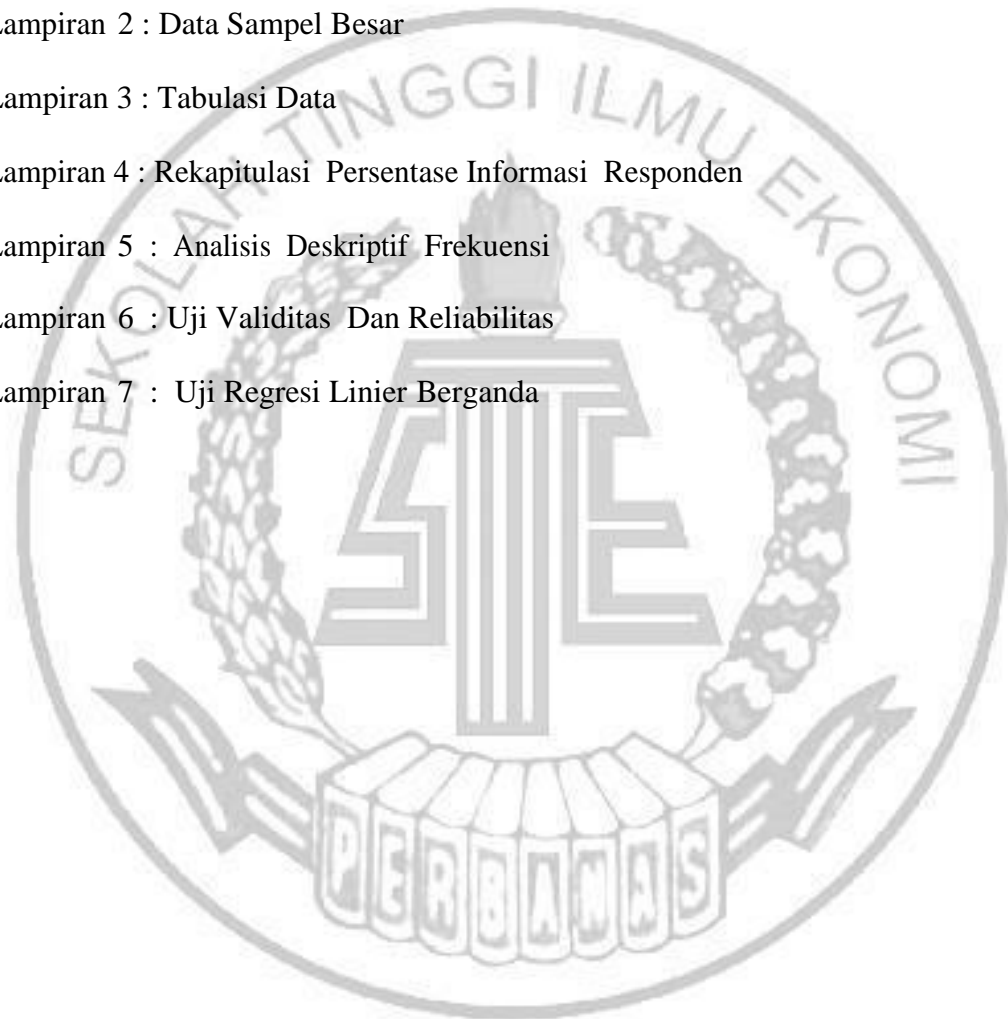 ampiran 2 : Data Sampel Besar
ampiran 3 : Tabulasi Data
ampiran 4 : Rekapitulasi Persentase Informasi Responden
ampiran 5 : Analisis Deskriptif Frekuensi
ampiran 6 : Uji Validitas Dan Reliabilitas
ampiran 7 : Uji Regresi Linier Berganda
SEKOLAH TINGGI ILMU EKONOMI
STIE
PERBANAS